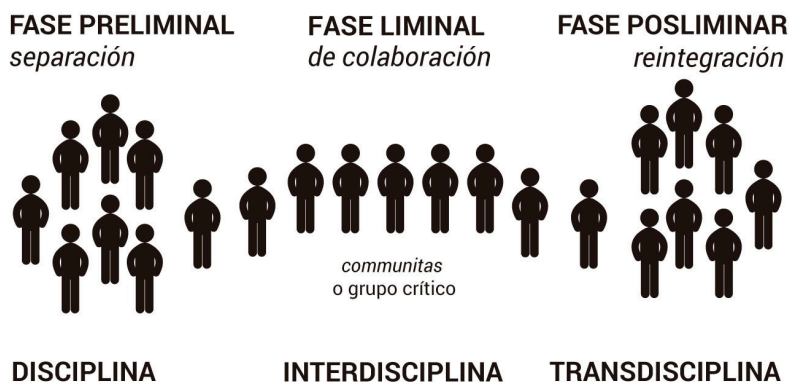 FASE PRELIMINAL
separación
FASE LIMINAL
de colaboración
FASE POSLIMINAR
reintegración
communitas
o grupo crítico
DISCIPLINA
INTERDISCIPLINA
TRANSDISCIPLINA